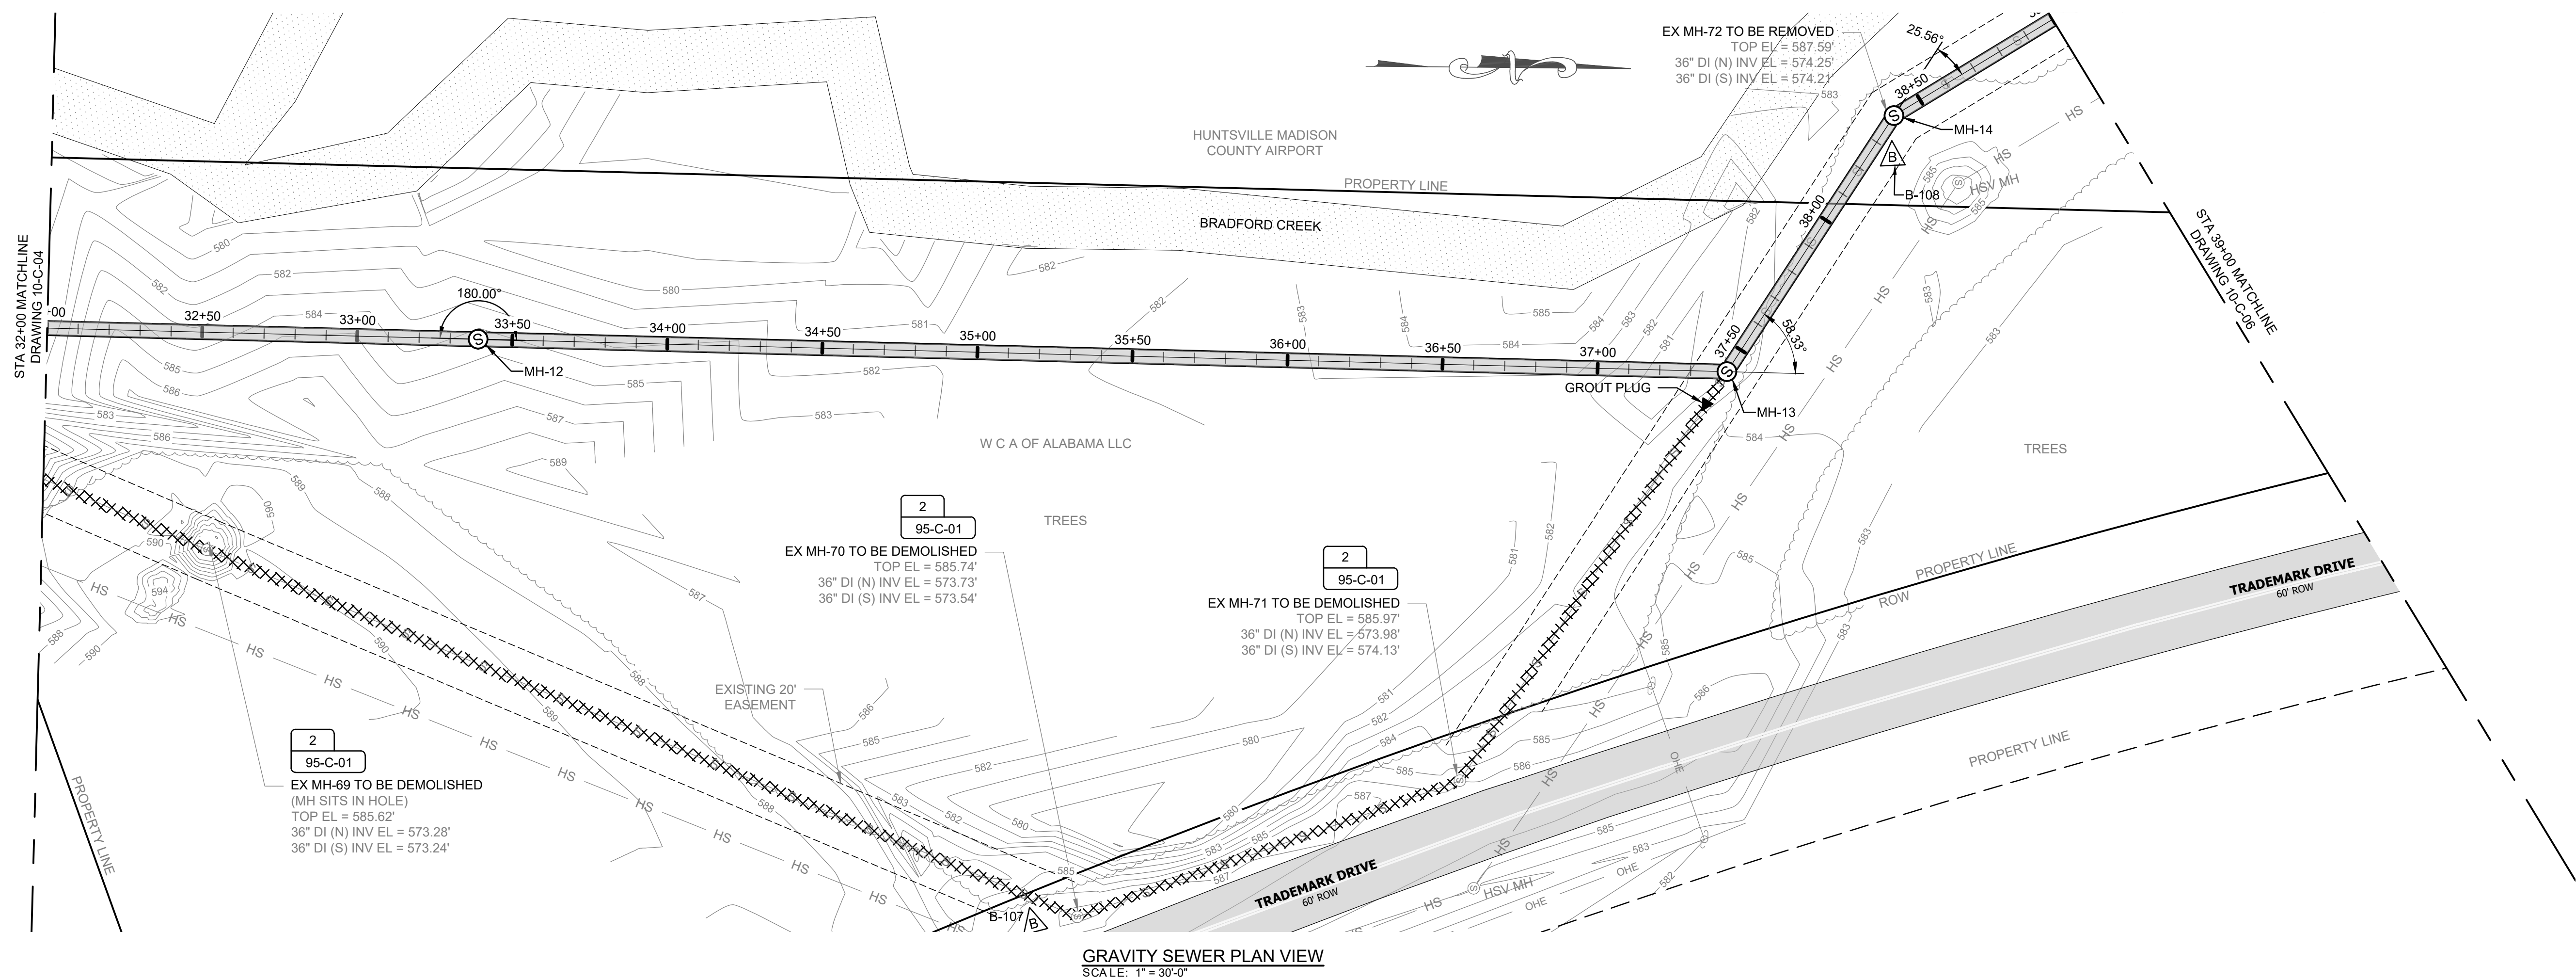 EX MH-72 TO BE REMOVED
TOP EL = 587.59'
36" DI (N) INV EL = 574.25'
36" DI (S) INV EL = 574.21'
25.56°
38+50
MH-14
B
B-108
HSV MH
HUNTSVILLE MADISON
COUNTY AIRPORT
PROPERTY LINE
BRADFORD CREEK
STA 32+00 MATCHLINE
DRAWING 10-C-04
STA 39+00 MATCHLINE
DRAWING 10-C-06
180.00°
-00
32+50
33+00
33+50
34+00
34+50
35+00
35+50
36+00
36+50
37+00
37+50
38+00
58.33°
MH-12
GROUT PLUG
MH-13
W C A OF ALABAMA LLC
TREES
TREES
2
95-C-01
EX MH-70 TO BE DEMOLISHED
TOP EL = 585.74'
36" DI (N) INV EL = 573.73'
36" DI (S) INV EL = 573.54'
2
95-C-01
EX MH-71 TO BE DEMOLISHED
TOP EL = 585.97'
36" DI (N) INV EL = 573.98'
36" DI (S) INV EL = 574.13'
EXISTING 20'
EASEMENT
2
95-C-01
EX MH-69 TO BE DEMOLISHED
(MH SITS IN HOLE)
TOP EL = 585.62'
36" DI (N) INV EL = 573.28'
36" DI (S) INV EL = 573.24'
PROPERTY LINE
PROPERTY LINE
ROW
TRADEMARK DRIVE
60' ROW
PROPERTY LINE
TRADEMARK DRIVE
60' ROW
B-107
B
HSV MH
OHE
OHE
OHE
GRAVITY SEWER PLAN VIEW
SCALE: 1" = 30'-0"